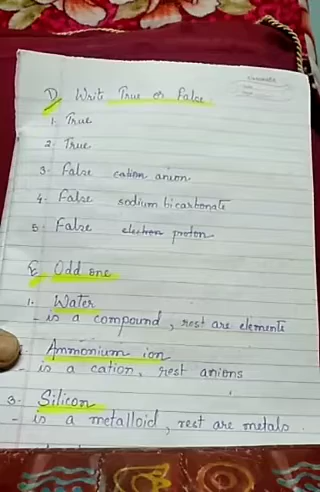 D) Write True or False
1. True
2. True
3. False cation anion
4. False sodium bicarbonate
5. False electron proton
E, Odd one
1. Water
- is a compound, rest are elements
Ammonium ion
- is a cation, rest anions
3. Silicon
- is a metalloid, rest are metals.